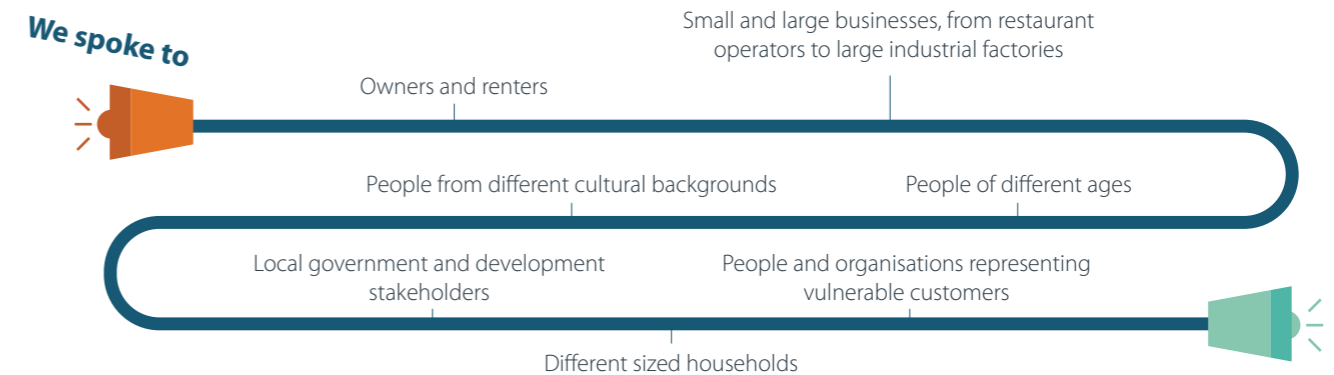 We spoke to
Small and large businesses, from restaurant
operators to large industrial factories
Owners and renters
People from different cultural backgrounds
People of different ages
Local government and development
stakeholders
People and organisations representing
vulnerable customers
Different sized households